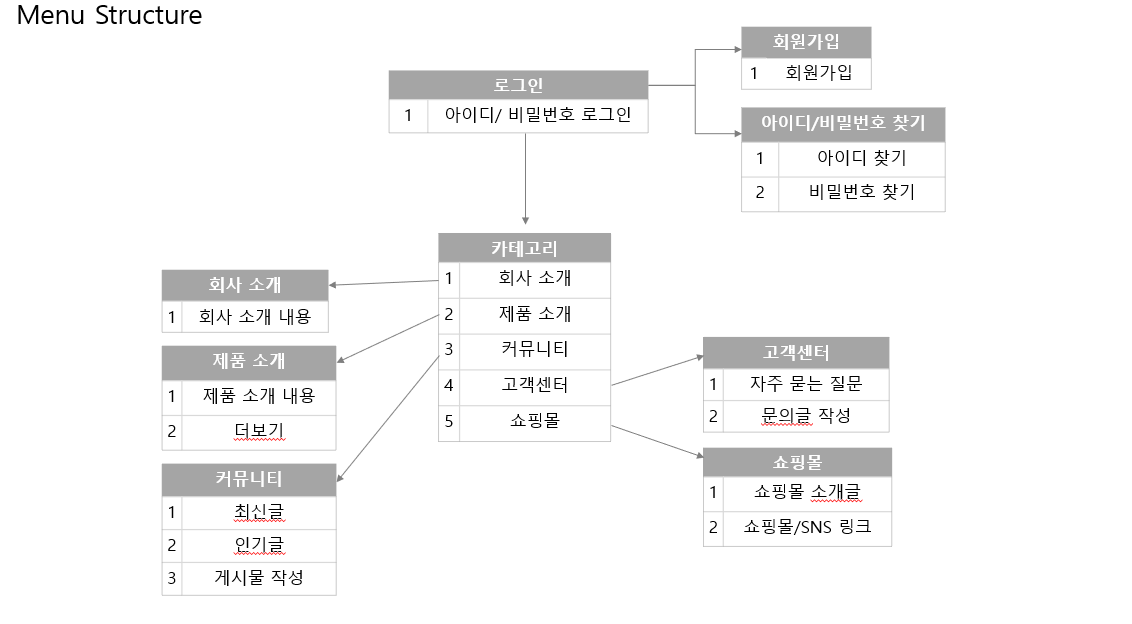 Menu Structure
회원가입
1 회원가입
로그인
1 아이디/ 비밀번호 로그인
아이디/비밀번호 찾기
1 아이디 찾기
2 비밀번호 찾기
카테고리
1 회사 소개
2 제품 소개
3 커뮤니티
4 고객센터
5 쇼핑몰
회사 소개
1 회사 소개 내용
제품 소개
1 제품 소개 내용
2 더보기
커뮤니티
1 최신글
2 인기글
3 게시물 작성
고객센터
1 자주 묻는 질문
2 문의글 작성
쇼핑몰
1 쇼핑몰 소개글
2 쇼핑몰/SNS 링크